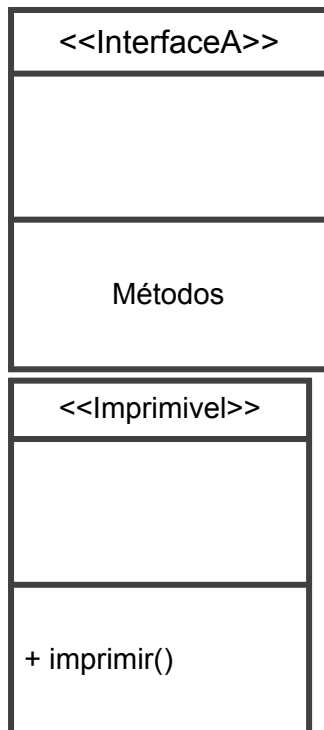 <<InterfaceA>>
Métodos
<<Imprimivel>>
+ imprimir()